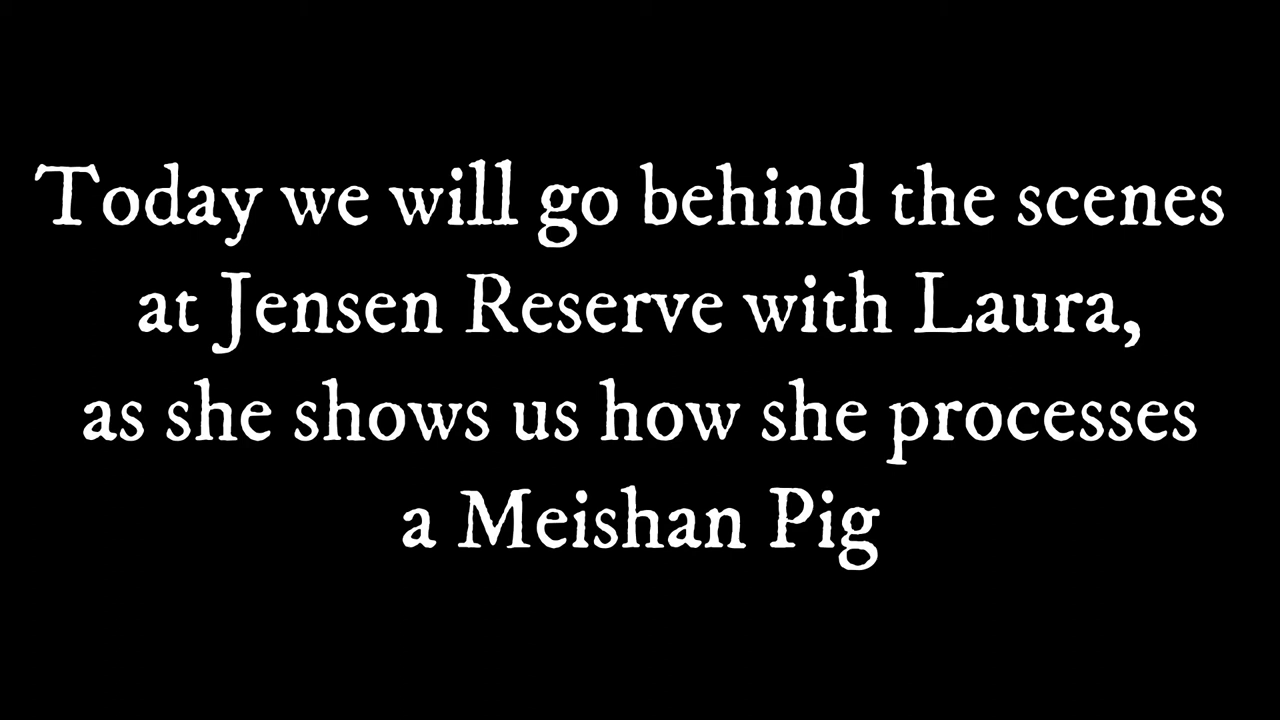 Today we will go behind the scenes
at Jensen Reserve with Laura,
as she shows us how she processes
a Meishan Pig